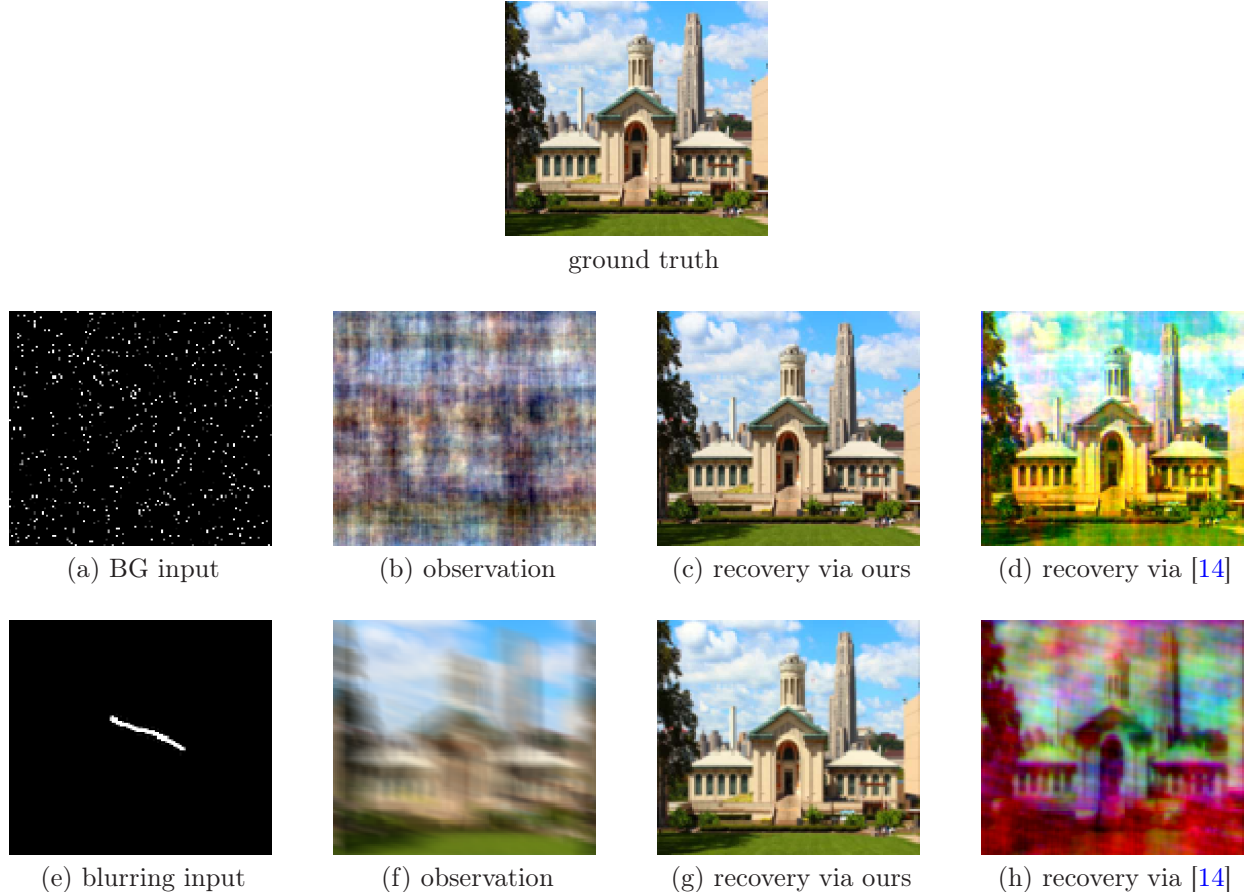 ground truth
(a) BG input
(b) observation
(c) recovery via ours
(d) recovery via [14]
(e) blurring input
(f) observation
(g) recovery via ours
(h) recovery via [14]